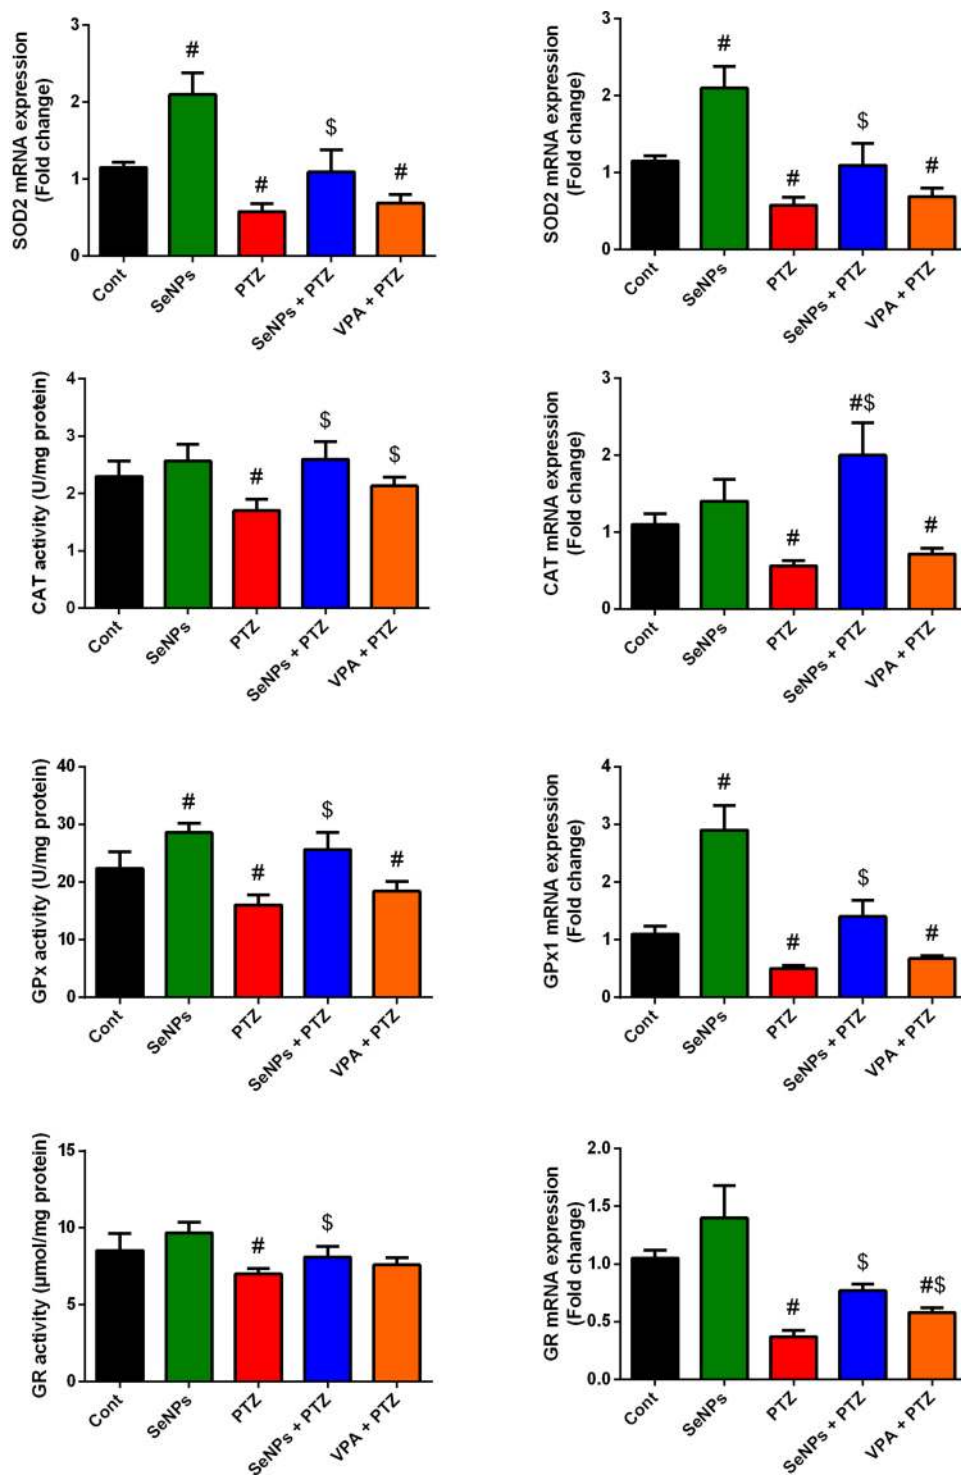 SOD2 mRNA expression
(Fold change)
3
2
1
0
#
#
$
#
Cont
SeNPs
PTZ
SeNPs + PTZ
VPA + PTZ
SOD2 mRNA expression
(Fold change)
3
2
1
0
#
#
$
#
Cont
SeNPs
PTZ
SeNPs + PTZ
VPA + PTZ
CAT activity (U/mg protein)
4
3
2
1
0
#
$
$
Cont
SeNPs
PTZ
SeNPs + PTZ
VPA + PTZ
CAT mRNA expression
(Fold change)
3
2
1
0
#
#$
#
Cont
SeNPs
PTZ
SeNPs + PTZ
VPA + PTZ
GPx activity (U/mg protein)
40
30
20
10
0
#
#
$
#
Cont
SeNPs
PTZ
SeNPs + PTZ
VPA + PTZ
GPx1 mRNA expression
(Fold change)
4
3
2
1
0
#
#
$
#
Cont
SeNPs
PTZ
SeNPs + PTZ
VPA + PTZ
GR activity (µmol/mg protein)
15
10
5
0
#
$
Cont
SeNPs
PTZ
SeNPs + PTZ
VPA + PTZ
GR mRNA expression
(Fold change)
2.0
1.5
1.0
0.5
0.0
#
$
#$
Cont
SeNPs
PTZ
SeNPs + PTZ
VPA + PTZ